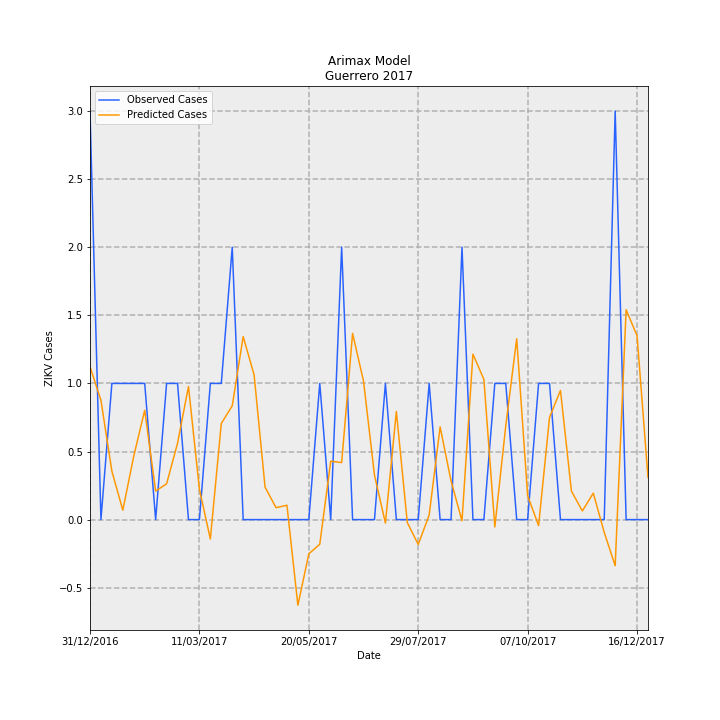 Arimax Model
Guerrero 2017
Observed Cases
Predicted Cases
3.0
2.5
2.0
1.5
1.0
0.5
0.0
−0.5
ZIKV Cases
31/12/2016 11/03/2017 20/05/2017 29/07/2017 07/10/2017 16/12/2017
Date